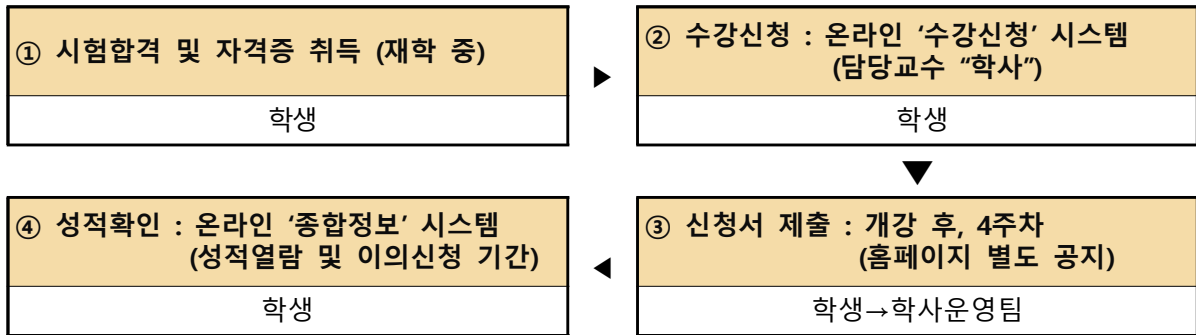 ① 시험합격 및 자격증 취득 (재학 중)
학생
▶
② 수강신청 : 온라인 ‘수강신청’ 시스템
(담당교수 “학사”)
학생
▼
③ 신청서 제출 : 개강 후, 4주차
(홈페이지 별도 공지)
학생→학사운영팀
◀
④ 성적확인 : 온라인 ‘종합정보’ 시스템
(성적열람 및 이의신청 기간)
학생